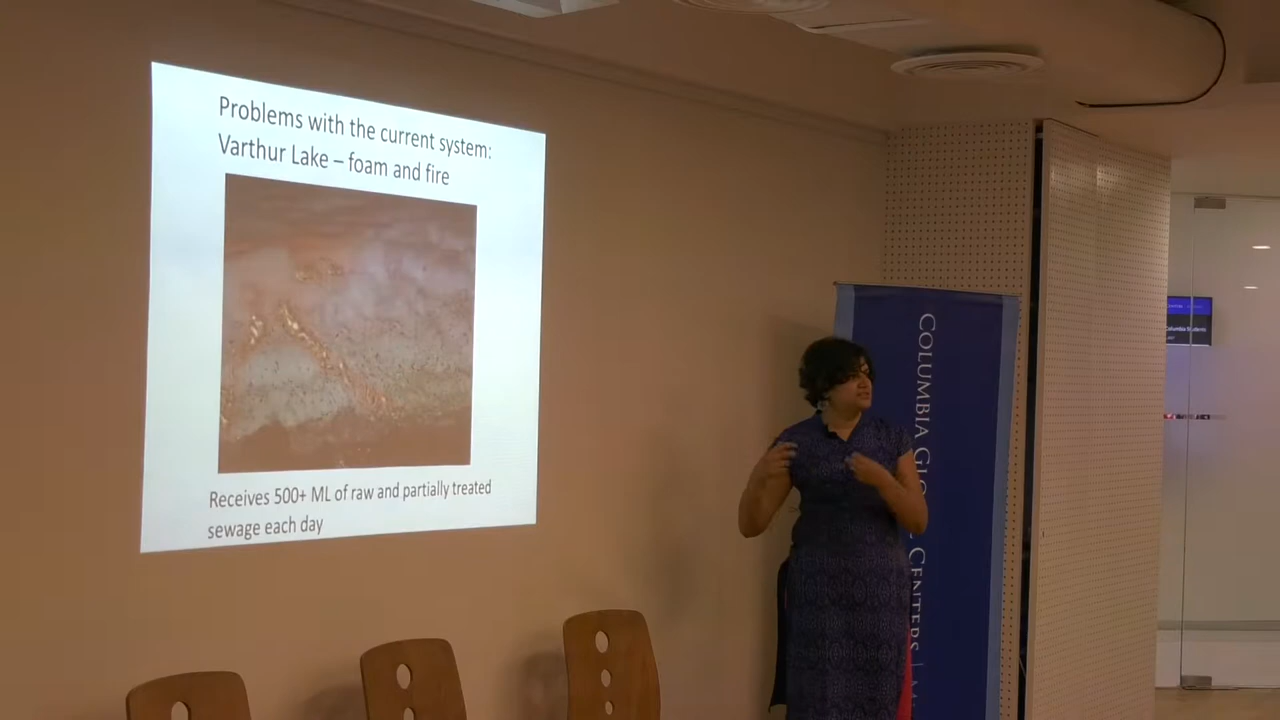 Problems with the current system:
Varthur Lake – foam and fire
Receives 500+ ML of raw and partially treated
sewage each day
COLUMBIA GLO CENTERS | M